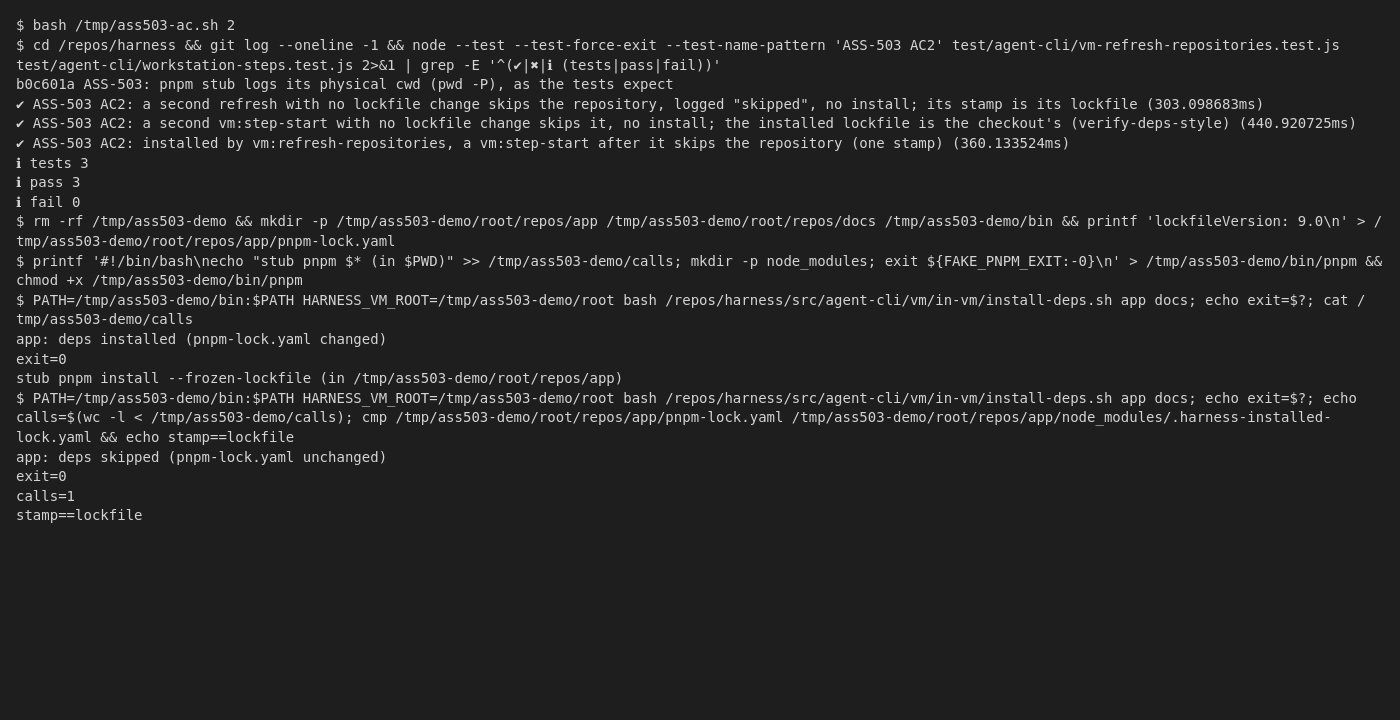 $ bash /tmp/ass503-ac.sh 2
$ cd /repos/harness && git log --oneline -1 && node --test --test-force-exit --test-name-pattern 'ASS-503 AC2' test/agent-cli/vm-refresh-repositories.test.js
test/agent-cli/workstation-steps.test.js 2>&1 | grep -E '^(✔|✖|ℹ (tests|pass|fail))'
b0c601a ASS-503: pnpm stub logs its physical cwd (pwd -P), as the tests expect
✔ ASS-503 AC2: a second refresh with no lockfile change skips the repository, logged "skipped", no install; its stamp is its lockfile (303.098683ms)
✔ ASS-503 AC2: a second vm:step-start with no lockfile change skips it, no install; the installed lockfile is the checkout's (verify-deps-style) (440.920725ms)
✔ ASS-503 AC2: installed by vm:refresh-repositories, a vm:step-start after it skips the repository (one stamp) (360.133524ms)
ℹ tests 3
ℹ pass 3
ℹ fail 0
$ rm -rf /tmp/ass503-demo && mkdir -p /tmp/ass503-demo/root/repos/app /tmp/ass503-demo/root/repos/docs /tmp/ass503-demo/bin && printf 'lockfileVersion: 9.0\n' > /
tmp/ass503-demo/root/repos/app/pnpm-lock.yaml
$ printf '#!/bin/bash\necho "stub pnpm $* (in $PWD)" >> /tmp/ass503-demo/calls; mkdir -p node_modules; exit ${FAKE_PNPM_EXIT:-0}\n' > /tmp/ass503-demo/bin/pnpm &&
chmod +x /tmp/ass503-demo/bin/pnpm
$ PATH=/tmp/ass503-demo/bin:$PATH HARNESS_VM_ROOT=/tmp/ass503-demo/root bash /repos/harness/src/agent-cli/vm/in-vm/install-deps.sh app docs; echo exit=$?; cat /
tmp/ass503-demo/calls
app: deps installed (pnpm-lock.yaml changed)
exit=0
stub pnpm install --frozen-lockfile (in /tmp/ass503-demo/root/repos/app)
$ PATH=/tmp/ass503-demo/bin:$PATH HARNESS_VM_ROOT=/tmp/ass503-demo/root bash /repos/harness/src/agent-cli/vm/in-vm/install-deps.sh app docs; echo exit=$?; echo
calls=$(wc -l < /tmp/ass503-demo/calls); cmp /tmp/ass503-demo/root/repos/app/pnpm-lock.yaml /tmp/ass503-demo/root/repos/app/node_modules/.harness-installed-
lock.yaml && echo stamp==lockfile
app: deps skipped (pnpm-lock.yaml unchanged)
exit=0
calls=1
stamp==lockfile